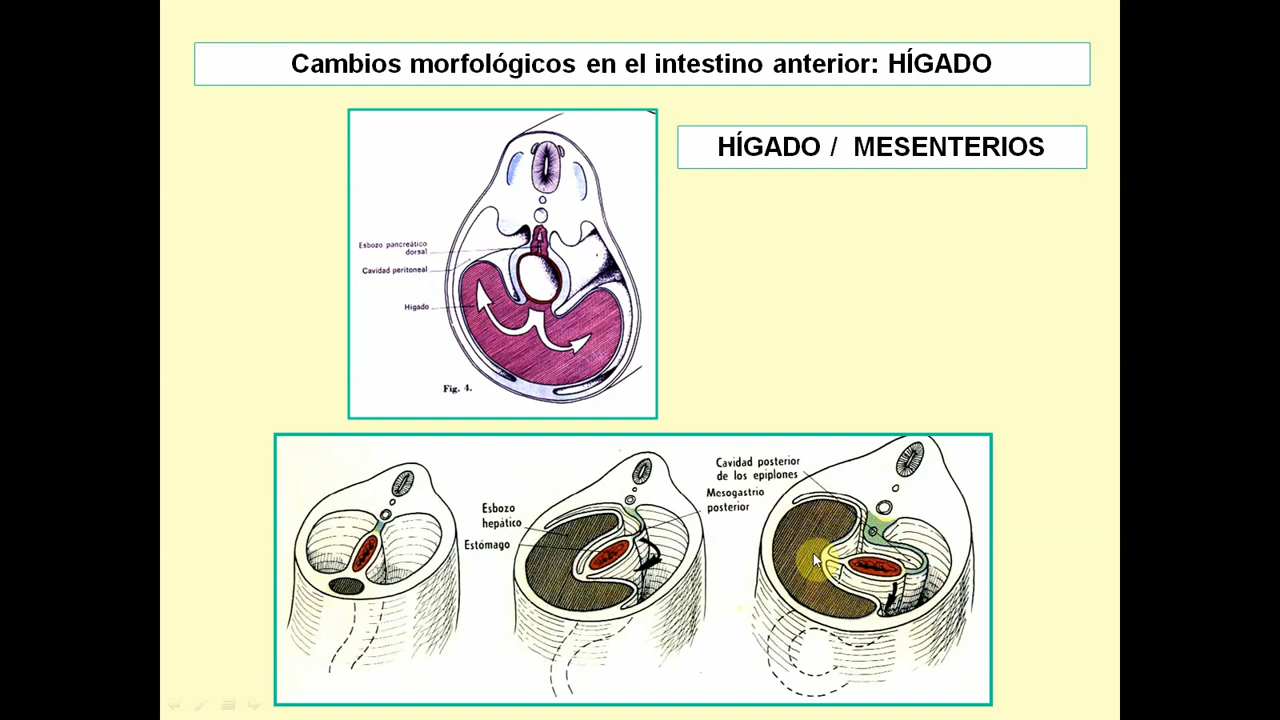 Cambios morfológicos en el intestino anterior: HÍGADO
HÍGADO / MESENTERIOS
Esbozo pancreático
dorsal
Cavidad peritoneal
Hígado
Fig. 4.
Esbozo
hepático
Estómago
Cavidad posterior
de los epiplones
Mesogastrio
posterior